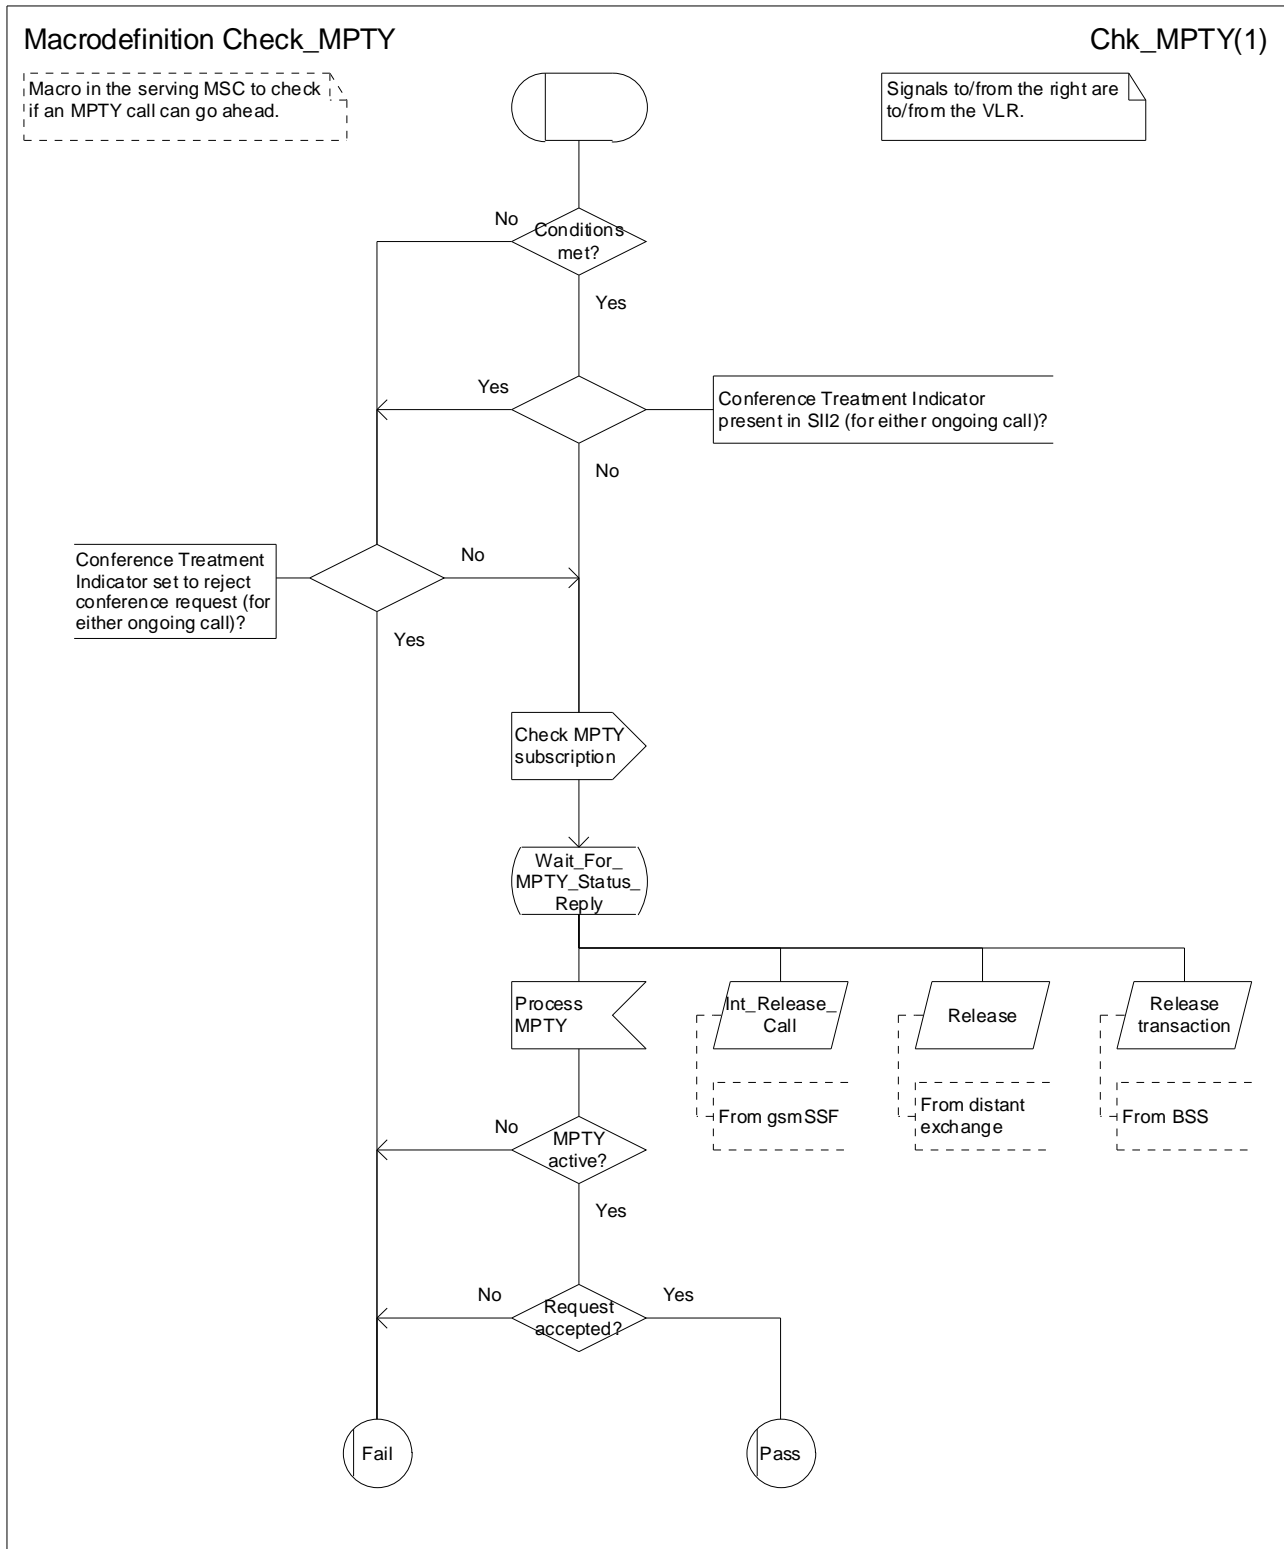 Macrodefinition Check_MPTY
Chk_MPTY(1)
Macro in the serving MSC to check
if an MPTY call can go ahead.
Signals to/from the right are
to/from the VLR.
No
Conditions
met?
Yes
Yes
Conference Treatment Indicator
present in SII2 (for either ongoing call)?
No
Conference Treatment
Indicator set to reject
conference request (for
either ongoing call)?
No
Yes
Check MPTY
subscription
Wait_For_
MPTY_Status_
Reply
Process
MPTY
Int_Release_
Call
Release
Release
transaction
From gsmSSF
From distant
exchange
From BSS
No
MPTY
active?
Yes
No
Request
accepted?
Yes
Fail
Pass